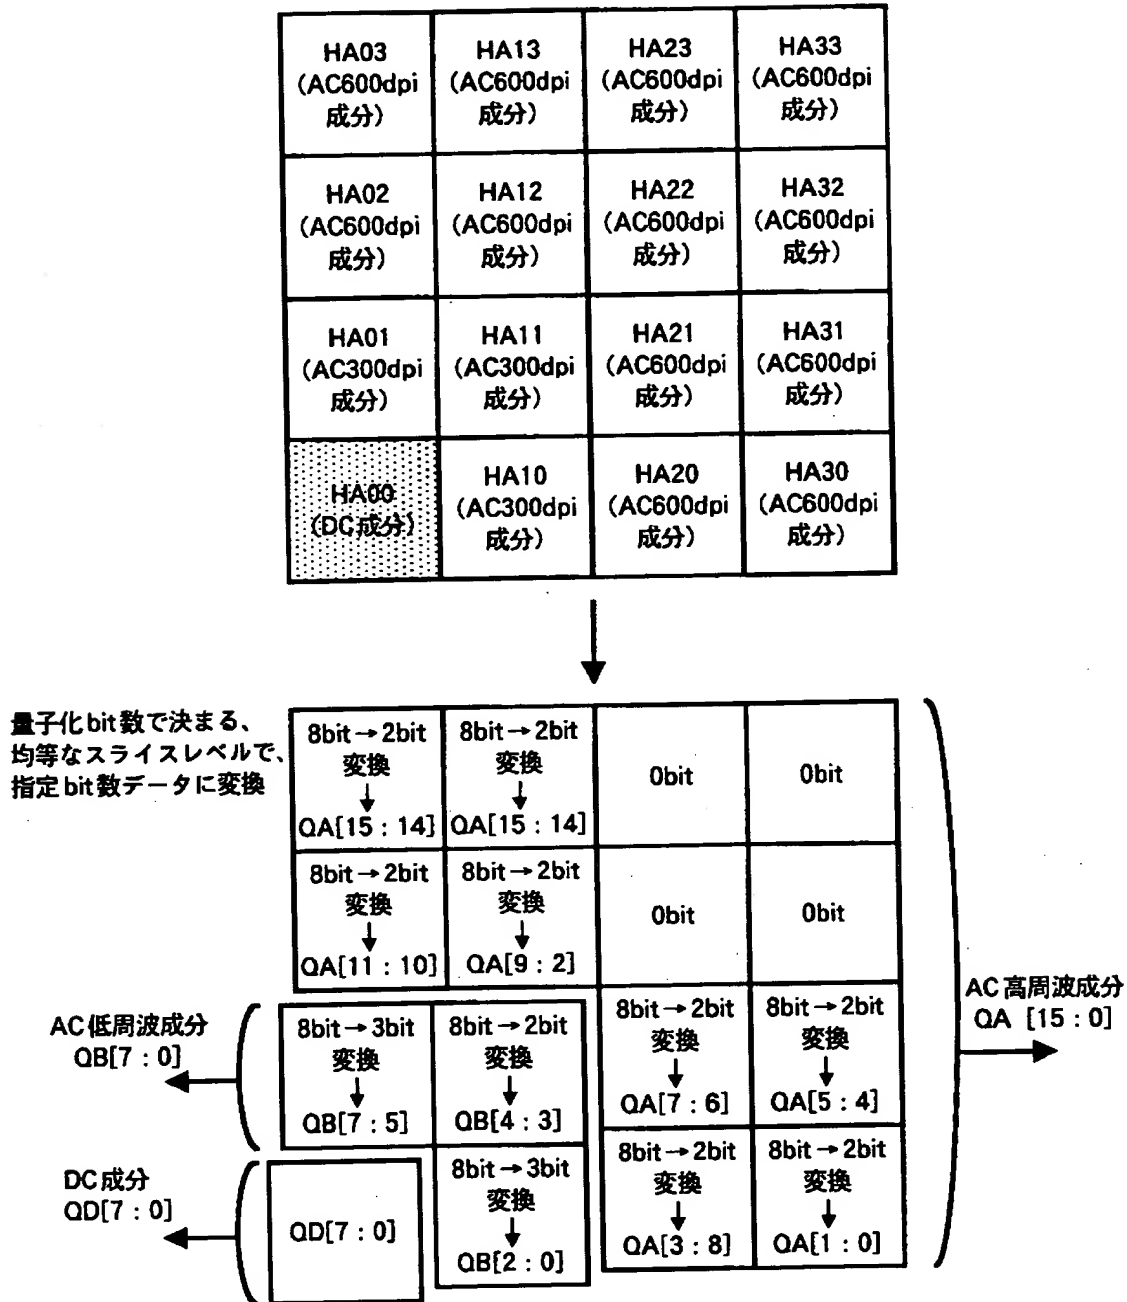 HA03
(AC600dpi
成分)
HA13
(AC600dpi
成分)
HA23
(AC600dpi
成分)
HA33
(AC600dpi
成分)
HA02
(AC600dpi
成分)
HA12
(AC600dpi
成分)
HA22
(AC600dpi
成分)
HA32
(AC600dpi
成分)
HA01
(AC300dpi
成分)
HA11
(AC300dpi
成分)
HA21
(AC600dpi
成分)
HA31
(AC600dpi
成分)
HA00
(DC成分)
HA10
(AC300dpi
成分)
HA20
(AC600dpi
成分)
HA30
(AC600dpi
成分)
量子化bit数で決まる、
均等なスライスレベルで、
指定bit数データに変換
8bit→2bit
変換
↓
QA[15:14]
8bit→2bit
変換
↓
QA[15:14]
0bit
0bit
8bit→2bit
変換
↓
QA[11:10]
8bit→2bit
変換
↓
QA[9:2]
0bit
0bit
AC高周波成分
QA [15:0]
AC低周波成分
QB[7:0]
8bit→3bit
変換
↓
QB[7:5]
8bit→2bit
変換
↓
QB[4:3]
8bit→2bit
変換
↓
QA[7:6]
8bit→2bit
変換
↓
QA[5:4]
DC成分
QD[7:0]
QD[7:0]
8bit→3bit
変換
↓
QB[2:0]
8bit→2bit
変換
↓
QA[3:8]
8bit→2bit
変換
↓
QA[1:0]